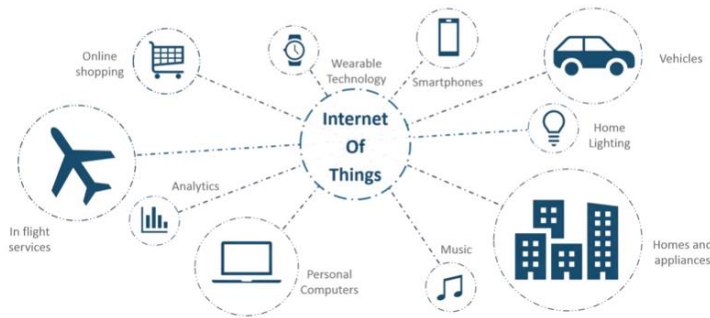 Online
shopping
Wearable
Technology
Smartphones
Vehicles
Internet
Of
Things
Home
Lighting
Analytics
In flight
services
Personal
Computers
Music
Homes and
appliances